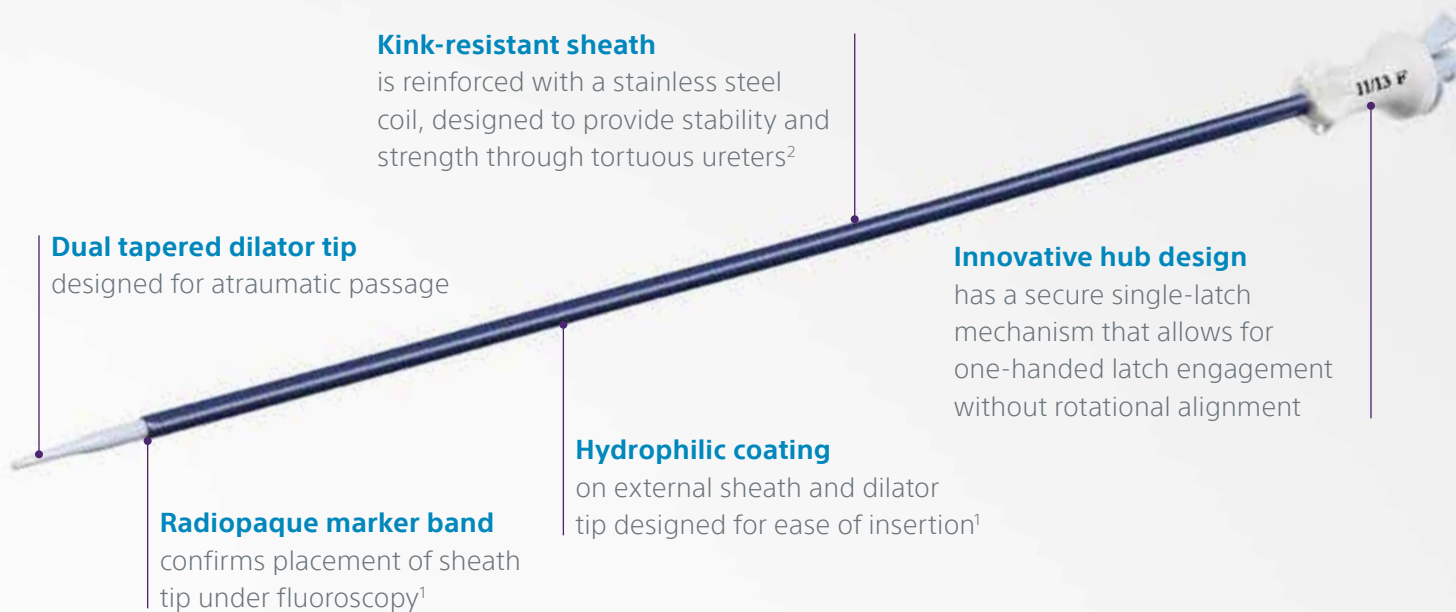 Kink-resistant sheath
is reinforced with a stainless steel
coil, designed to provide stability and
strength through tortuous ureters²
11/13 F
Dual tapered dilator tip
designed for atraumatic passage
Innovative hub design
has a secure single-latch
mechanism that allows for
one-handed latch engagement
without rotational alignment
Hydrophilic coating
on external sheath and dilator
tip designed for ease of insertion¹
Radiopaque marker band
confirms placement of sheath
tip under fluoroscopy¹